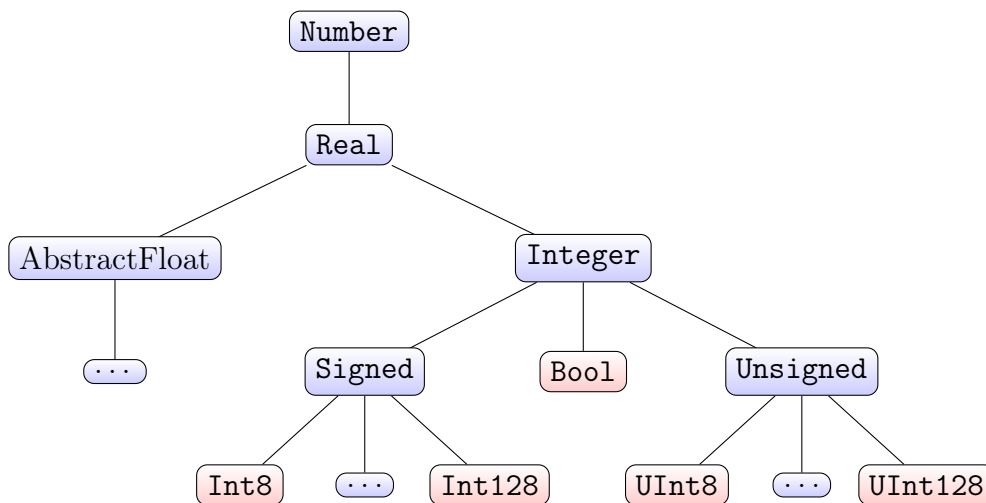 Number
Real
AbstractFloat
Integer
...
Signed
Bool
Unsigned
Int8
...
Int128
UInt8
...
UInt128